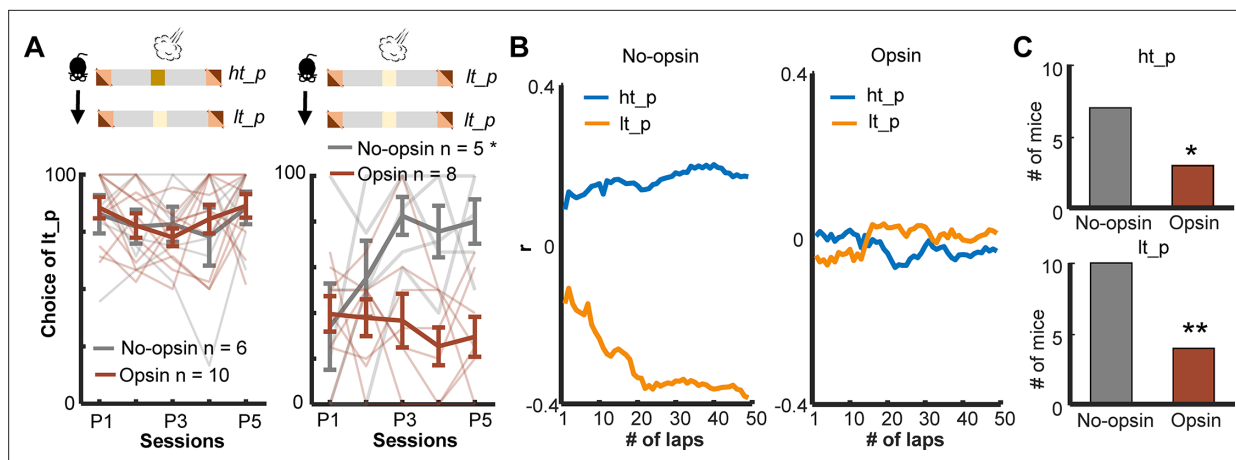 A
ht_p
lt_p
lt_p
lt_p
Choice of lt_p
100
0
No-opsin n = 6
Opsin n = 10
P1 P3 P5
Sessions
No-opsin n = 5 *
Opsin n = 8
100
0
P1 P3 P5
Sessions
B
No-opsin
ht_p
lt_p
r
0.4
0
-0.4
1 10 20 30 40 50
# of laps
Opsin
ht_p
lt_p
0.4
0
-0.4
1 10 20 30 40 50
# of laps
C
ht_p
# of mice
10
5
0
*
No-opsin Opsin
lt_p
# of mice
10
5
0
**
No-opsin Opsin